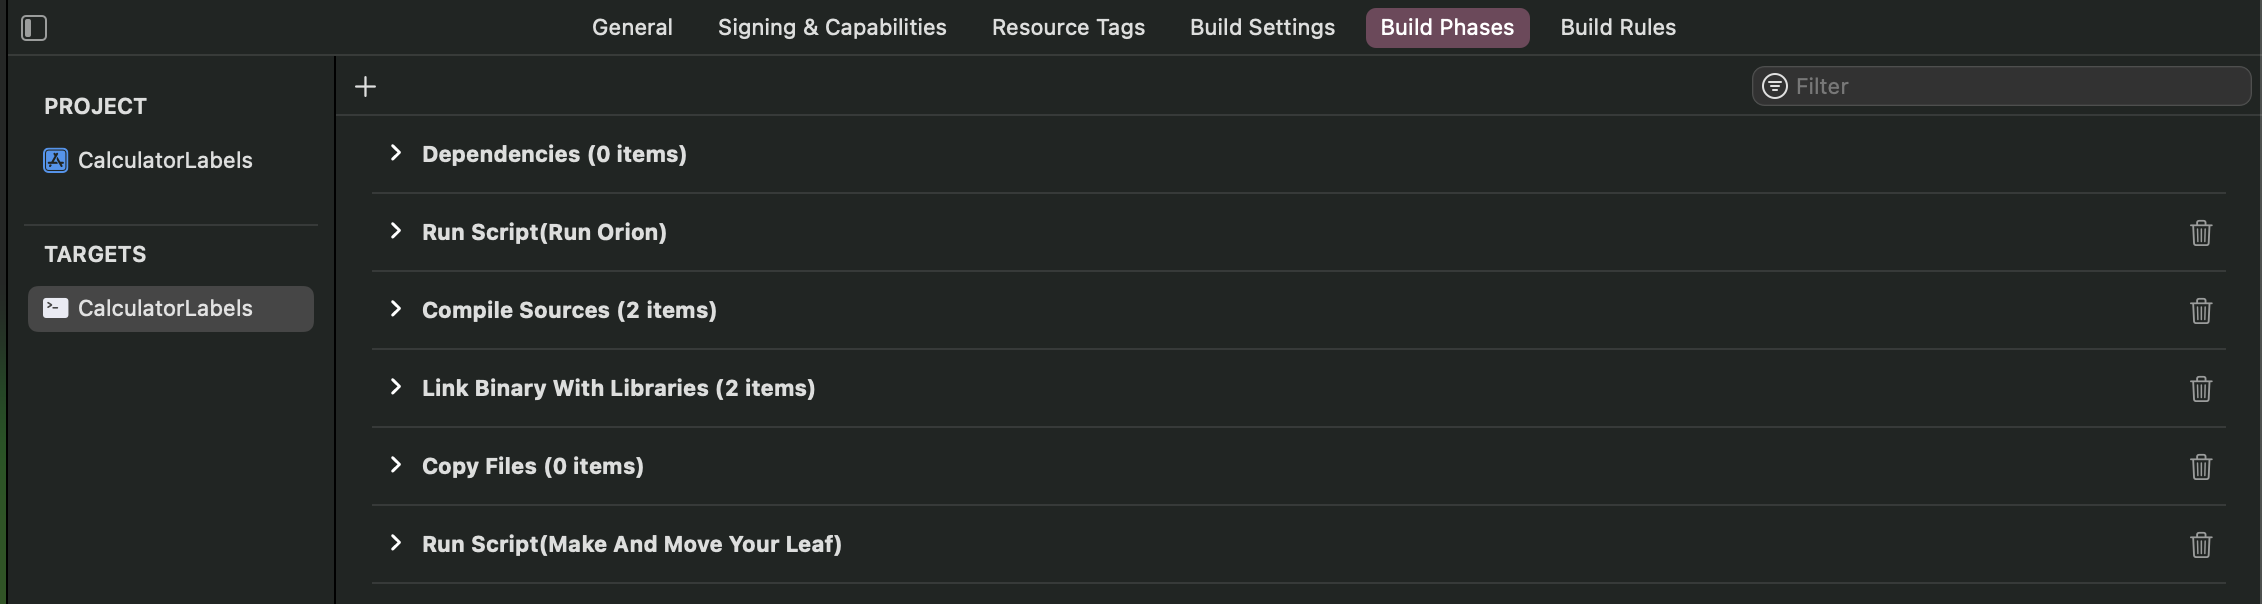 General Signing & Capabilities Resource Tags Build Settings Build Phases Build Rules
PROJECT
CalculatorLabels
TARGETS
CalculatorLabels
Filter
Dependencies (0 items)
Run Script(Run Orion)
Compile Sources (2 items)
Link Binary With Libraries (2 items)
Copy Files (0 items)
Run Script(Make And Move Your Leaf)